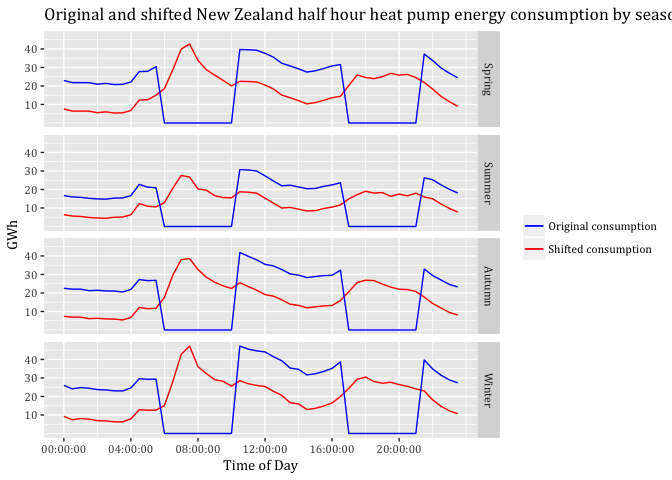 Original and shifted New Zealand half hour heat pump energy consumption by seaso
GWh
40
30
20
10
Spring
40
30
20
10
Summer
40
30
20
10
Autumn
40
30
20
10
Winter
00:00:00 04:00:00 08:00:00 12:00:00 16:00:00 20:00:00
Time of Day
Original consumption
Shifted consumption